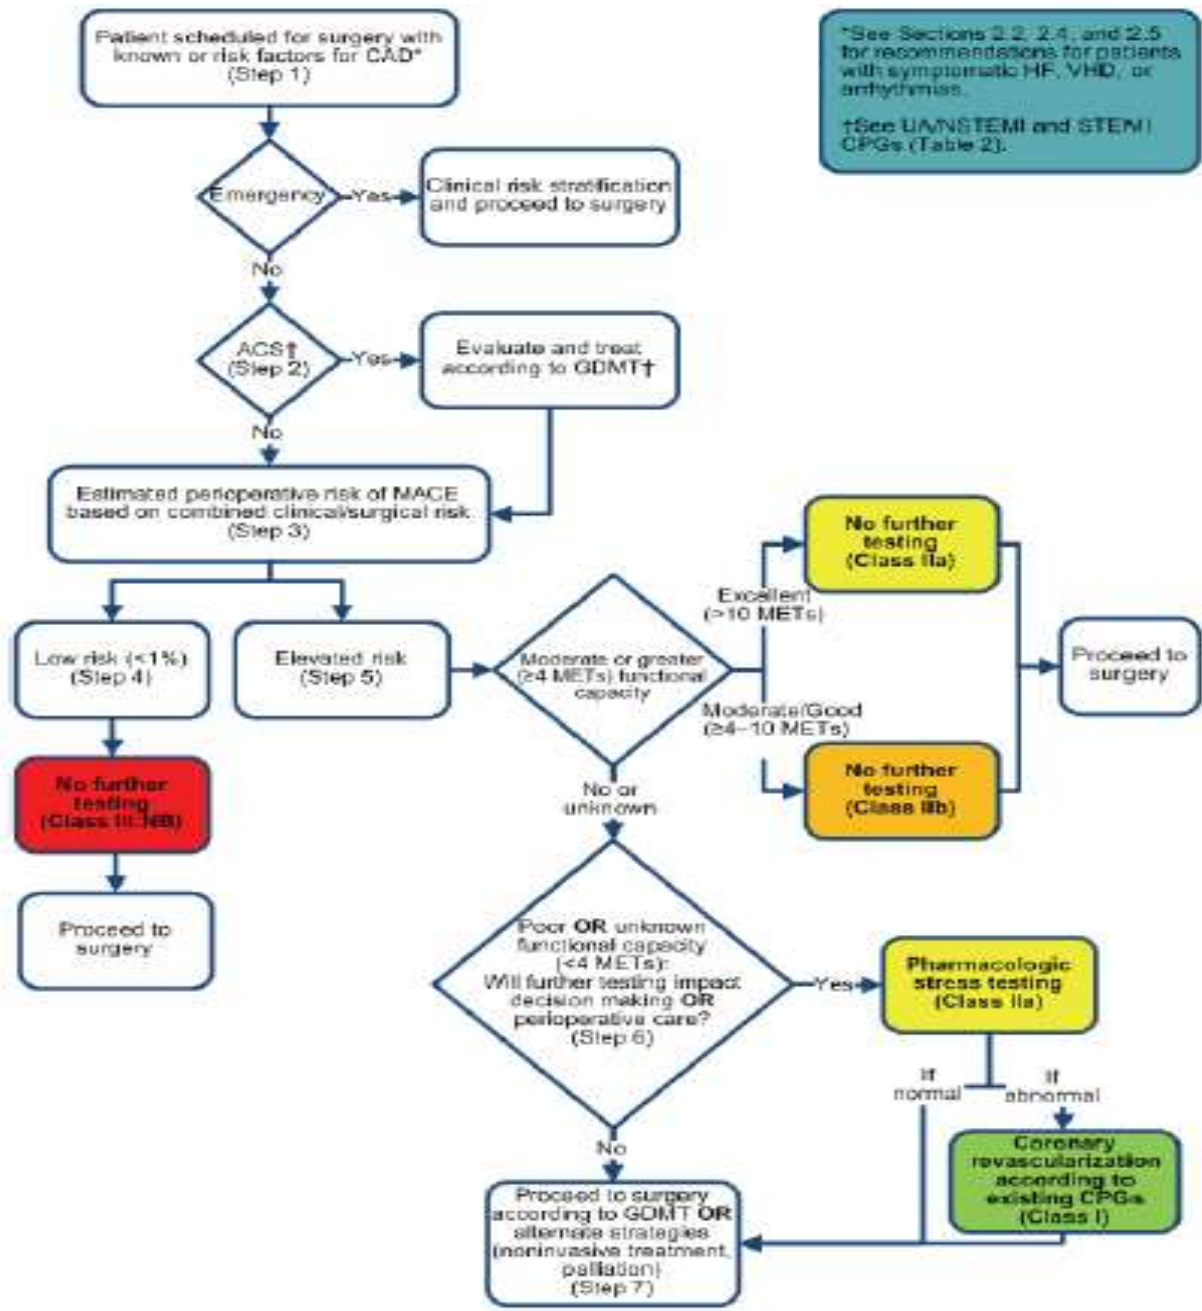 Patient scheduled for surgery with
known or risk factors for CAD*
(Step 1)
*See Sections 2.2, 2.4, and 2.5
for recommendations for patients
with symptomatic HF, VHD, or
arrhythmias.
†See UA/NSTEMI and STEMI
CPGs (Table 2).
Emergency
Yes
Clinical risk stratification
and proceed to surgery
No
ACS†
(Step 2)
Yes
Evaluate and treat
according to GDMT†
No
Estimated perioperative risk of MACE
based on combined clinical/surgical risk
(Step 3)
Low risk (<1%)
(Step 4)
No further
testing
(Class III:NB)
Proceed to
surgery
Elevated risk
(Step 5)
Moderate or greater
(≥4 METs) functional
capacity
Excellent
(>10 METs)
No further
testing
(Class IIa)
Moderate/Good
(≥4–10 METs)
No further
testing
(Class IIb)
Proceed to
surgery
No or
unknown
Poor OR unknown
functional capacity
(<4 METs):
Will further testing impact
decision making OR
perioperative care?
(Step 6)
Yes
Pharmacologic
stress testing
(Class IIa)
If
normal
If
abnormal
Coronary
revascularization
according to
existing CPGs
(Class I)
No
Proceed to surgery
according to GDMT OR
alternate strategies
(noninvasive treatment,
palliation)
(Step 7)